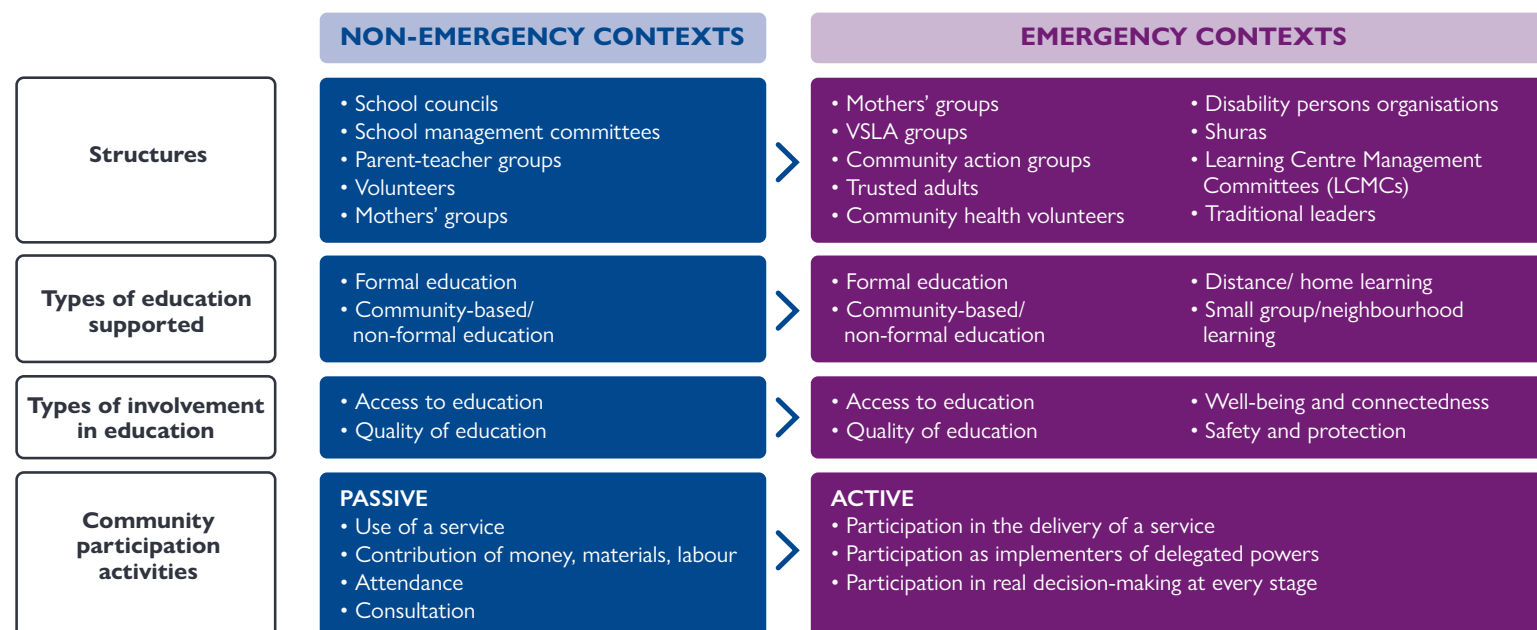 NON-EMERGENCY CONTEXTS
EMERGENCY CONTEXTS
Structures
• School councils
• School management committees
• Parent-teacher groups
• Volunteers
• Mothers’ groups
• Mothers’ groups
• VSLA groups
• Community action groups
• Trusted adults
• Community health volunteers
• Disability persons organisations
• Shuras
• Learning Centre Management
Committees (LCMCs)
• Traditional leaders
Types of education
supported
• Formal education
• Community-based/
non-formal education
• Formal education
• Community-based/
non-formal education
• Distance/ home learning
• Small group/neighbourhood
learning
Types of involvement
in education
• Access to education
• Quality of education
• Access to education
• Quality of education
• Well-being and connectedness
• Safety and protection
Community
participation
activities
PASSIVE
• Use of a service
• Contribution of money, materials, labour
• Attendance
• Consultation
ACTIVE
• Participation in the delivery of a service
• Participation as implementers of delegated powers
• Participation in real decision-making at every stage